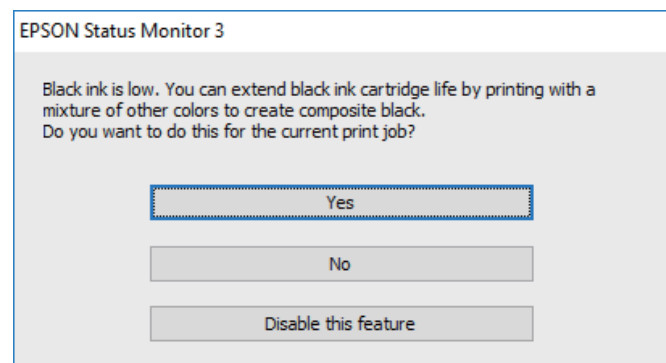 EPSON Status Monitor 3
Black ink is low. You can extend black ink cartridge life by printing with a
mixture of other colors to create composite black.
Do you want to do this for the current print job?
Yes
No
Disable this feature